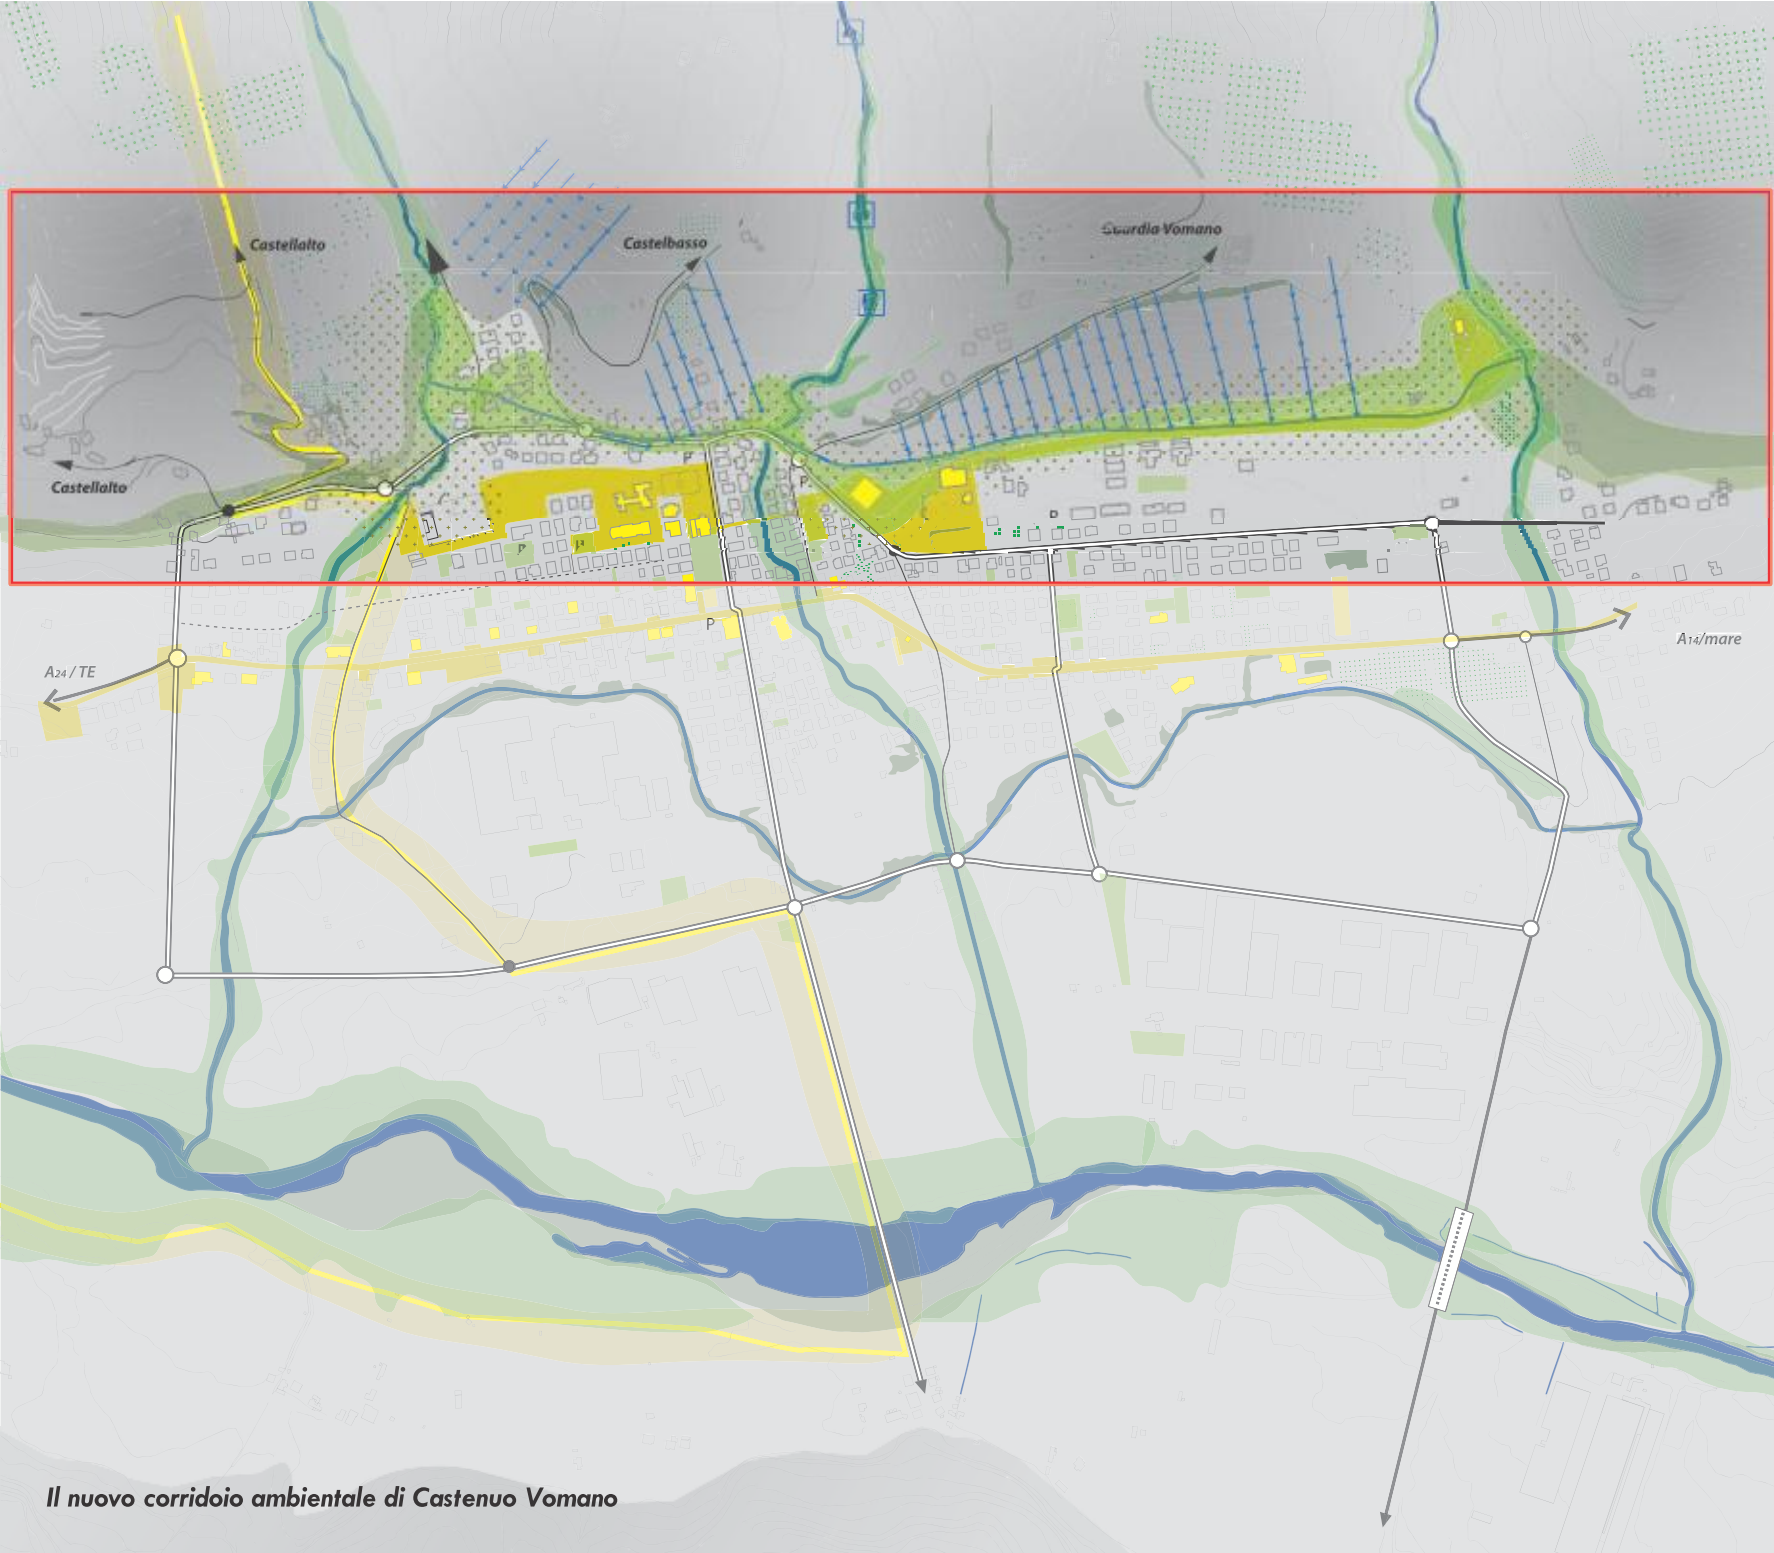 Castellalto
Castelbasso
Guardia Vomano
Castellalto
P
P
D
P
P
A24 / TE
A14/mare
Il nuovo corridoio ambientale di Castenuo Vomano